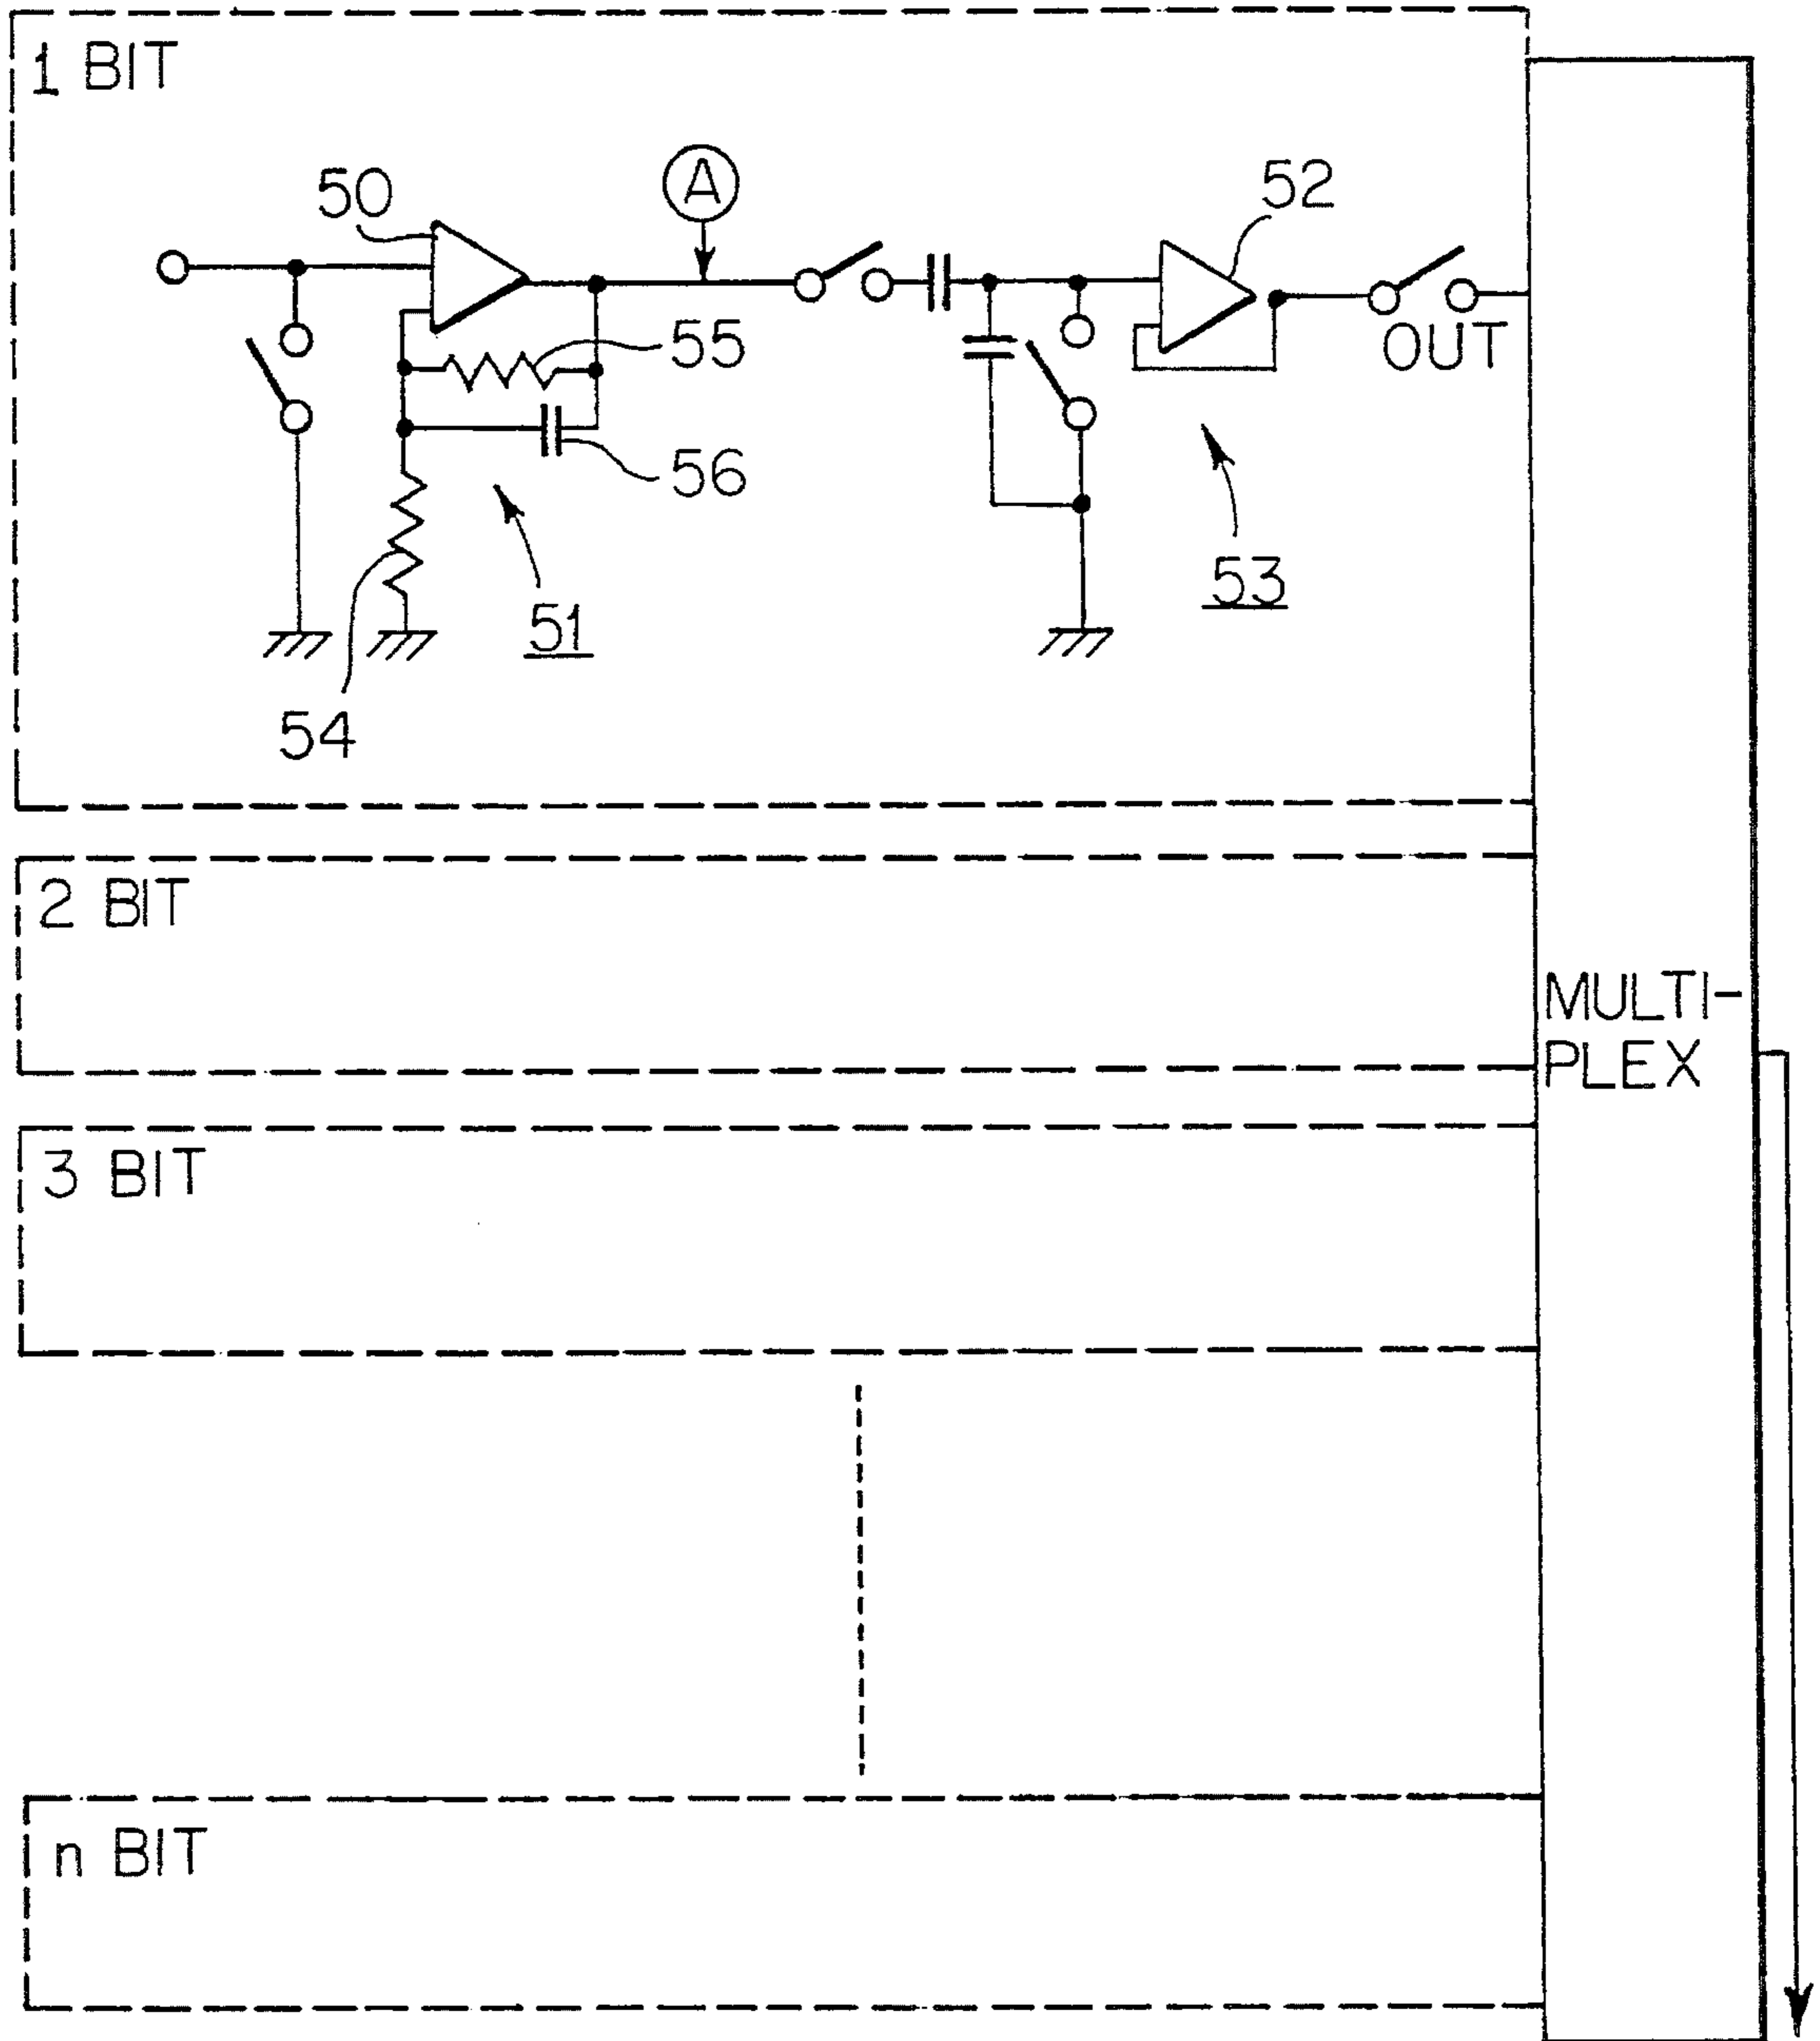 1 BIT
A
50
52
55
OUT
56
53
51
54
2 BIT
MULTI-
PLEX
3 BIT
n BIT